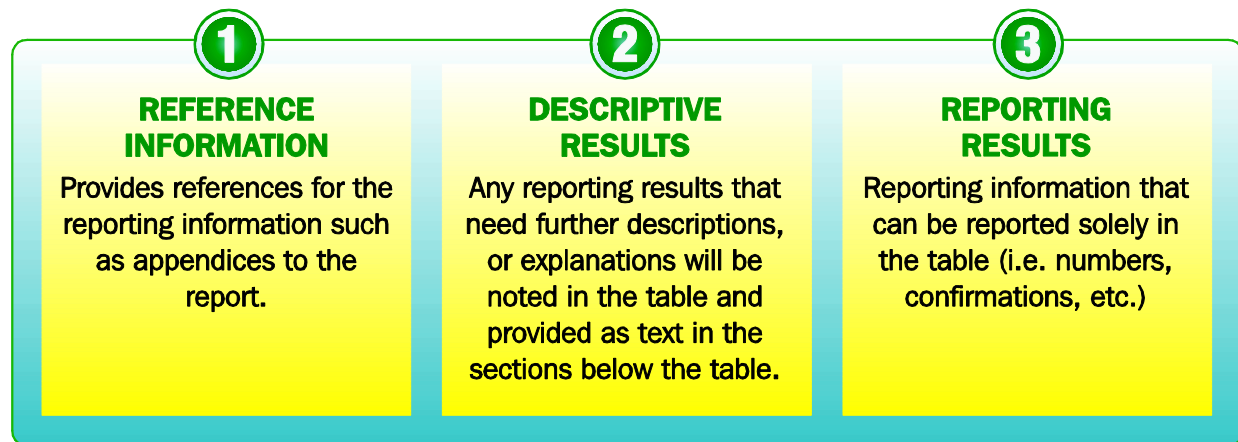 1
REFERENCE
INFORMATION
Provides references for the
reporting information such
as appendices to the
report.
2
DESCRIPTIVE
RESULTS
Any reporting results that
need further descriptions,
or explanations will be
noted in the table and
provided as text in the
sections below the table.
3
REPORTING
RESULTS
Reporting information that
can be reported solely in
the table (i.e. numbers,
confirmations, etc.)